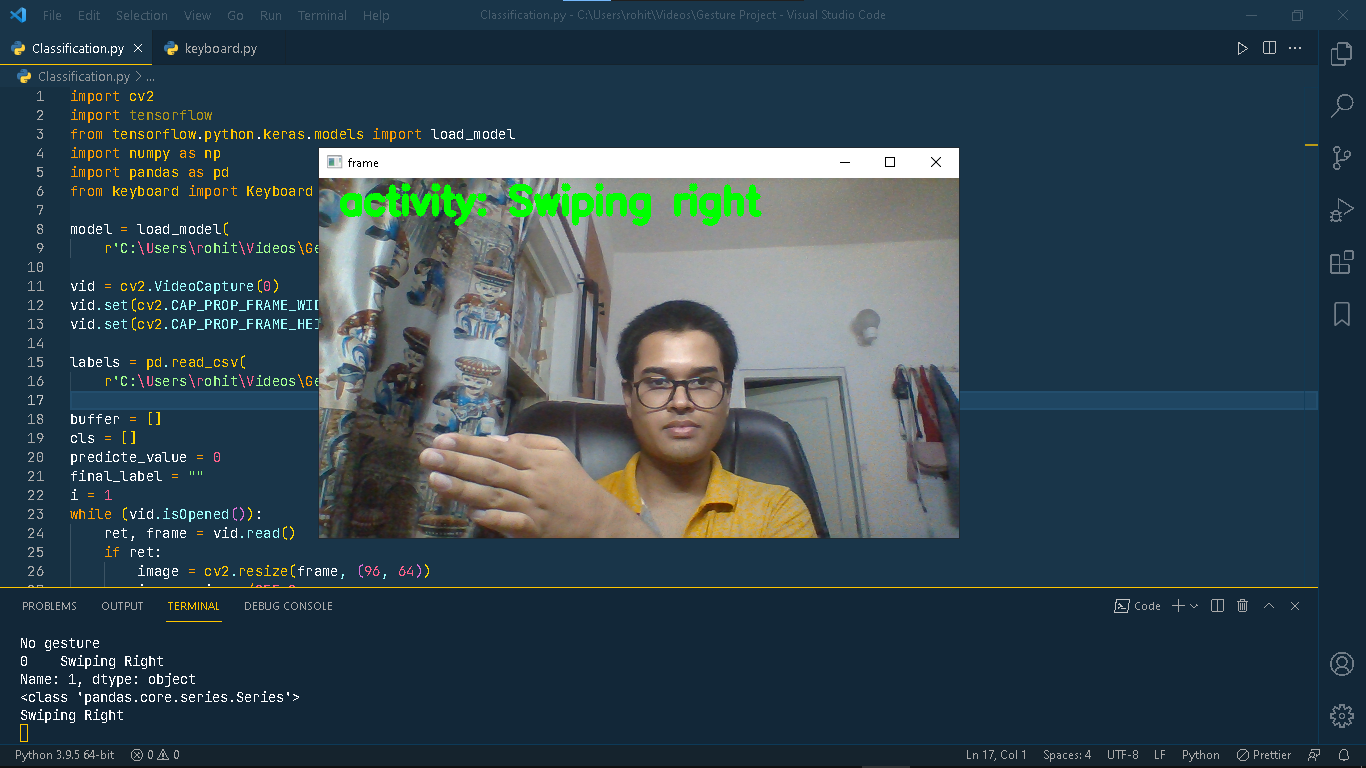 File Edit Selection View Go Run Terminal Help Classification.py - C:\Users\rohit\Videos\Gesture Project - Visual Studio Code
Classification.py keyboard.py
Classification.py > ...
1 import cv2
2 import tensorflow
3 from tensorflow.python.keras.models import load_model
4 import numpy as np
5 import pandas as pd
6 from keyboard import Keyboard
7
8 model = load_model(
9 r'C:\Users\rohit\Videos\Ge
10
11 vid = cv2.VideoCapture(0)
12 vid.set(cv2.CAP_PROP_FRAME_WID
13 vid.set(cv2.CAP_PROP_FRAME_HEI
14
15 labels = pd.read_csv(
16 r'C:\Users\rohit\Videos\Ge
17
18 buffer = []
19 cls = []
20 predicte_value = 0
21 final_label = ""
22 i = 1
23 while (vid.isOpened()):
24 ret, frame = vid.read()
25 if ret:
26 image = cv2.resize(frame, (96, 64))
frame
activity: Swiping right
PROBLEMS OUTPUT TERMINAL DEBUG CONSOLE Code
No gesture
0 Swiping Right
Name: 1, dtype: object
<class 'pandas.core.series.Series'>
Swiping Right
Python 3.9.5 64-bit 0 0 Ln 17, Col 1 Spaces: 4 UTF-8 LF Python Prettier